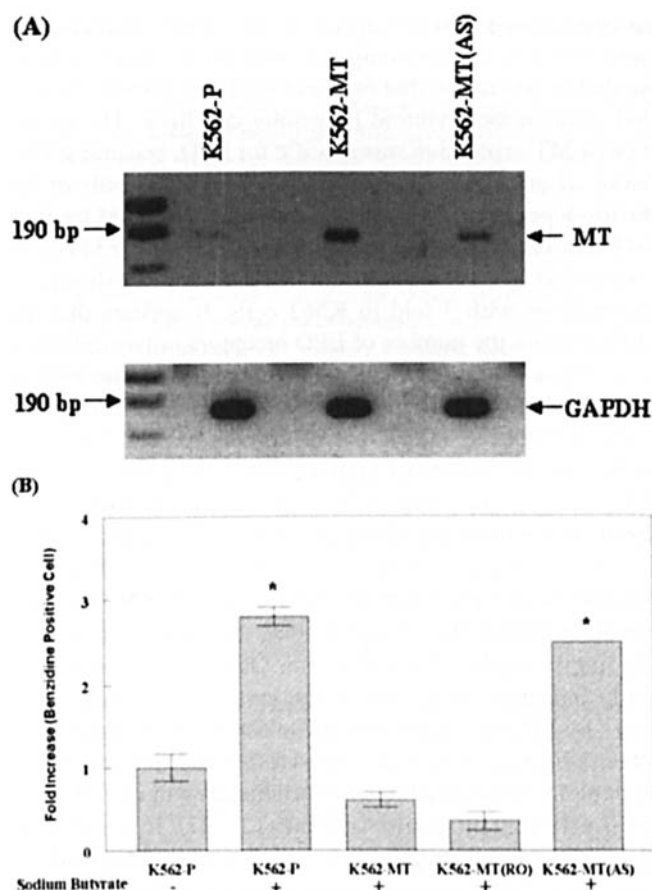 (A)
K562-P K562-MT K562-MT(AS)
190 bp MT
190 bp GAPDH
(B)
Fold Increase (Benzidine Positive Cell)
4
3
2
1
0
K562-P K562-P K562-MT K562-MT(RO) K562-MT(AS)
Sodium Butyrate - + + + +
* *